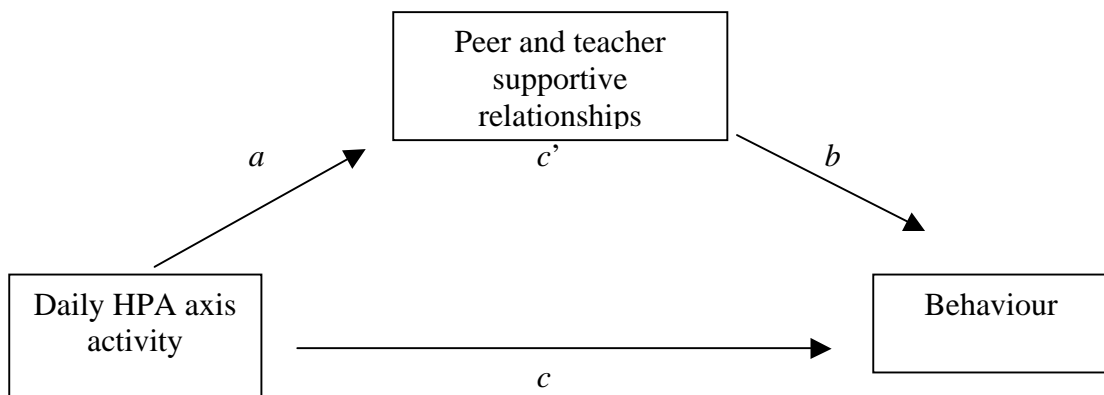 Peer and teacher
supportive
relationships
a
c’
b
Daily HPA axis
activity
Behaviour
c